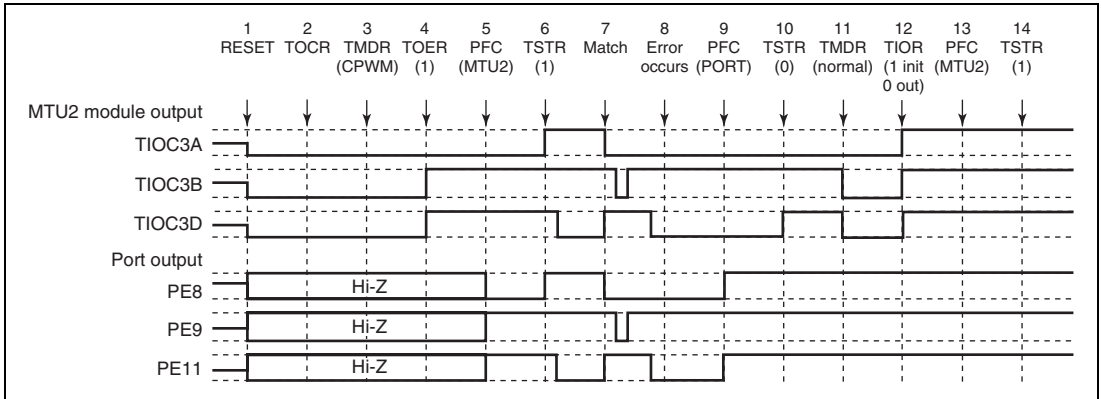 1 2 3 4 5 6 7 8 9 10 11 12 13 14
RESET TOCR TMDR TOER PFC TSTR Match Error PFC TSTR TMDR TIOR PFC TSTR
(CPWM) (1) (MTU2) (1) occurs (PORT) (0) (normal) (1 init (MTU2) (1)
0 out)
MTU2 module output
TIOC3A
TIOC3B
TIOC3D
Port output
PE8 Hi-Z
PE9 Hi-Z
PE11 Hi-Z